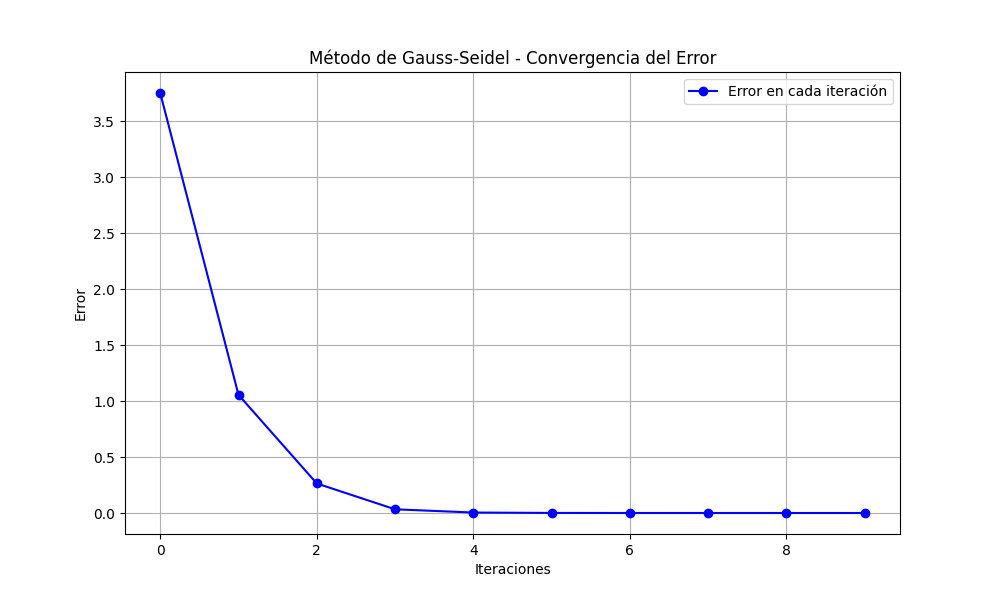 Método de Gauss-Seidel - Convergencia del Error
Error en cada iteración
3.5
3.0
2.5
2.0
1.5
1.0
0.5
0.0
Error
0 2 4 6 8
Iteraciones